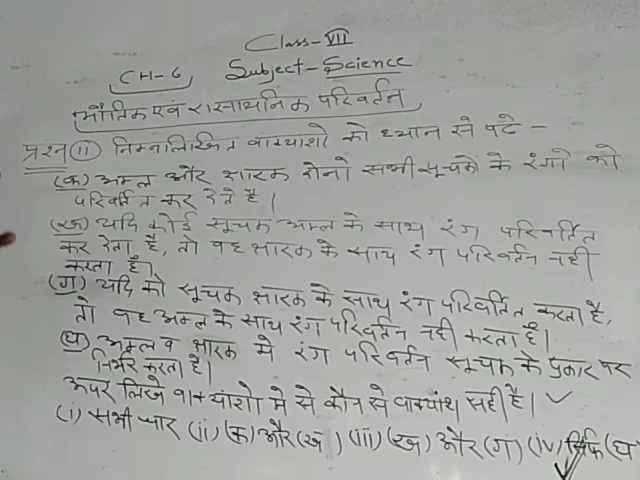 Class-VII
CH-6 Subject-Science
भौतिक एवं रासायनिक परिवर्तन
प्रश्न 11 निम्नलिखित वाक्यांशो को ध्यान से पढे -
(क) अम्ल और क्षारक दोनो सभी सूचको के रंगो को
परिवर्तित कर देते है।
(ख) यदि कोई सूचक अम्ल के साथ रंग परिवर्तित
कर देता है, तो वह क्षारक के साथ रंग परिवर्तन नही
करता है।
(ग) यदि को सूचक क्षारक के साथ रंग परिवर्तित करता है,
तो वह अम्ल के साथ रंग परिवर्तन नही करता है।
(घ) अम्ल व क्षारक मे रंग परिवर्तन सूचक के प्रकार पर
निर्भर करता है।
ऊपर लिखे वाक्यांशो मे से कौन से वाक्यांश सही है।
(i) सभी चार (ii) (क) और (ख) (iii) (ख) और (ग) (iv) सिर्फ (घ